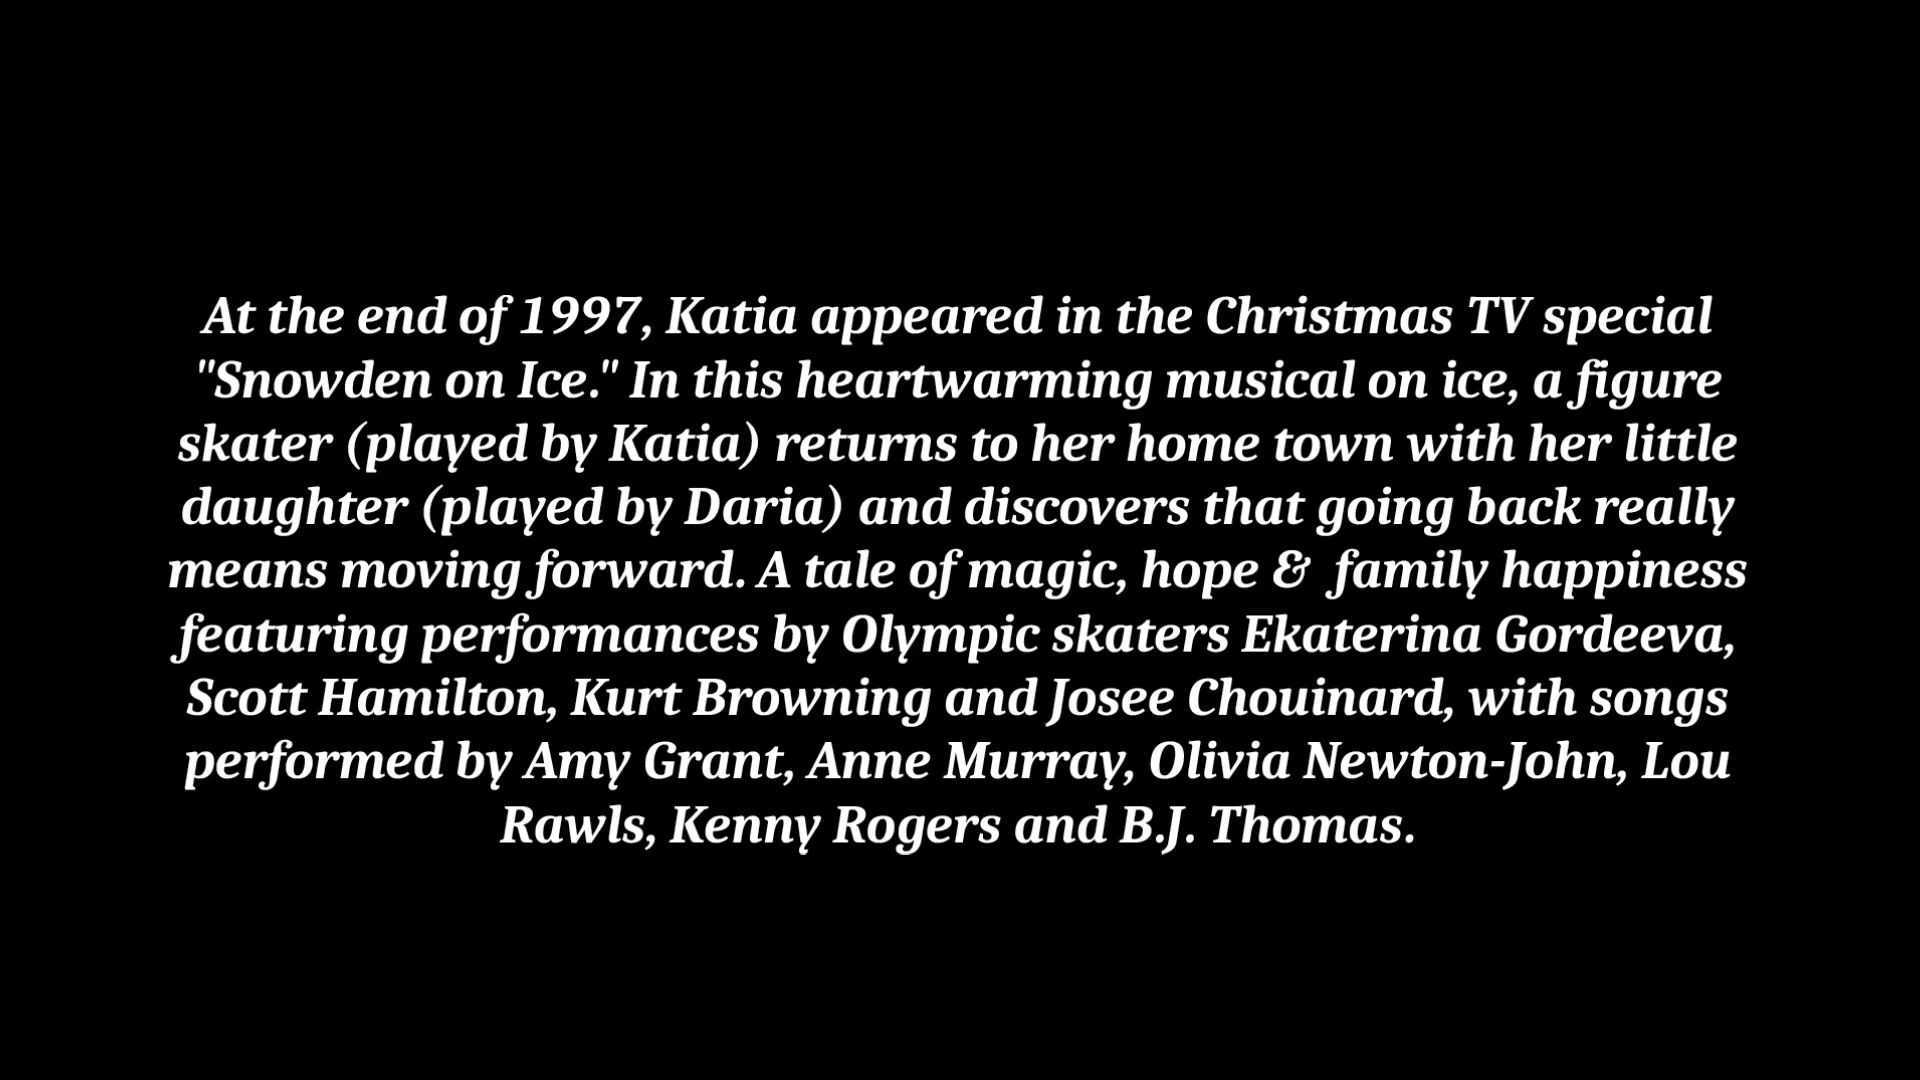 At the end of 1997, Katia appeared in the Christmas TV special
"Snowden on Ice." In this heartwarming musical on ice, a figure
skater (played by Katia) returns to her home town with her little
daughter (played by Daria) and discovers that going back really
means moving forward. A tale of magic, hope & family happiness
featuring performances by Olympic skaters Ekaterina Gordeeva,
Scott Hamilton, Kurt Browning and Josee Chouinard, with songs
performed by Amy Grant, Anne Murray, Olivia Newton-John, Lou
Rawls, Kenny Rogers and B.J. Thomas.